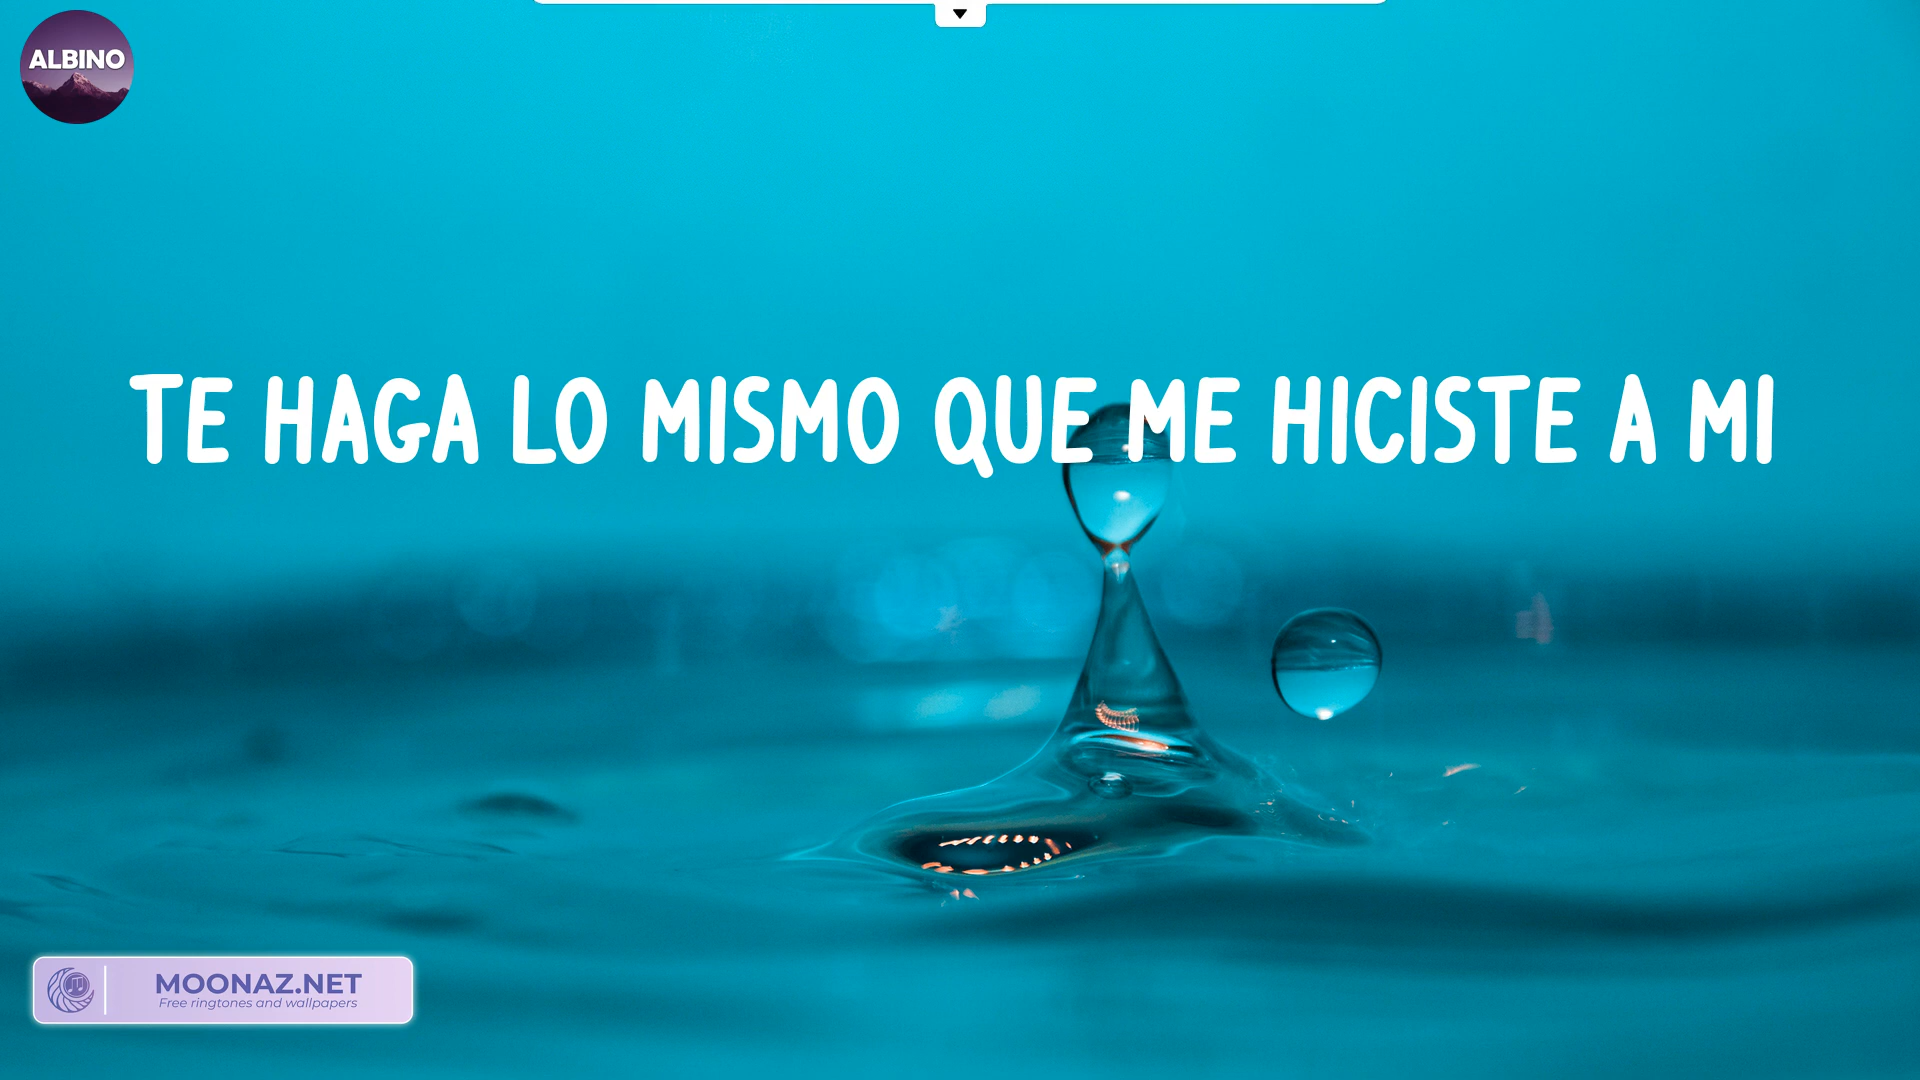 ALBINO
TE HAGA LO MISMO QUE ME HICISTE A MI
MOONAZ.NET
Free ringtones and wallpapers